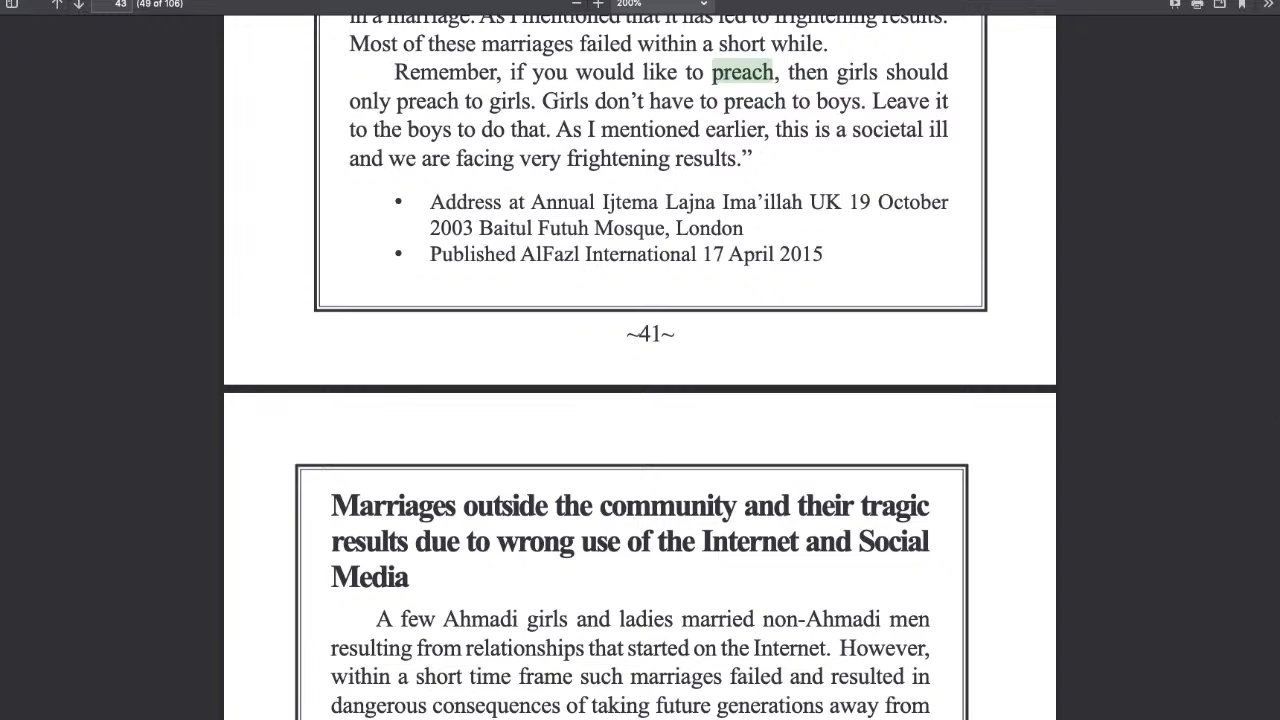 43 (49 of 106)
200%
in a marriage. As I mentioned that it has led to frightening results.
Most of these marriages failed within a short while.
Remember, if you would like to preach, then girls should
only preach to girls. Girls don't have to preach to boys. Leave it
to the boys to do that. As I mentioned earlier, this is a societal ill
and we are facing very frightening results.”
• Address at Annual Ijtema Lajna Ima'illah UK 19 October
2003 Baitul Futuh Mosque, London
• Published AlFazl International 17 April 2015
~41~
Marriages outside the community and their tragic
results due to wrong use of the Internet and Social
Media
A few Ahmadi girls and ladies married non-Ahmadi men
resulting from relationships that started on the Internet. However,
within a short time frame such marriages failed and resulted in
dangerous consequences of taking future generations away from